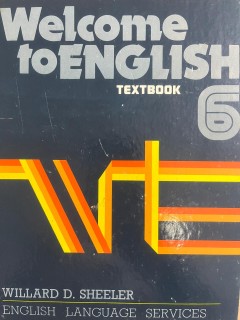 Welcome
to ENGLISH
TEXTBOOK
6
WILLARD D. SHEELER
ENGLISH LANGUAGE SERVICES